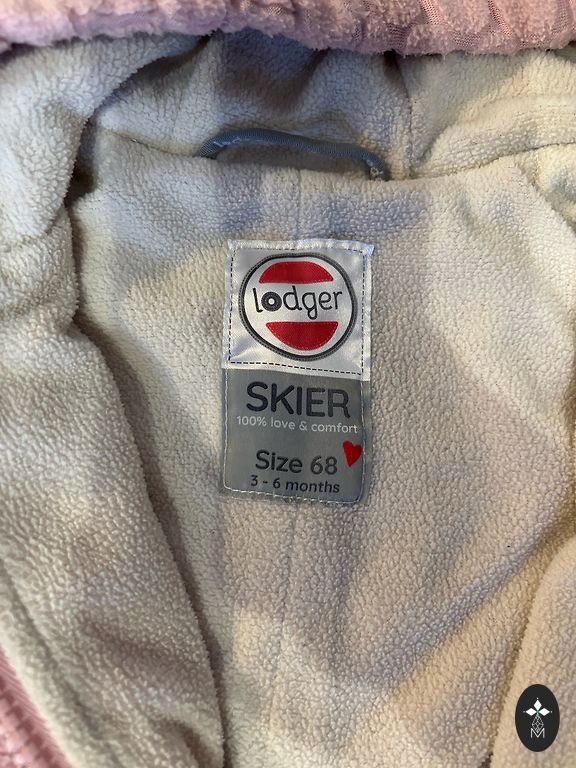 lodger
SKIER
100% love & comfort
Size 68
3 - 6 months
M